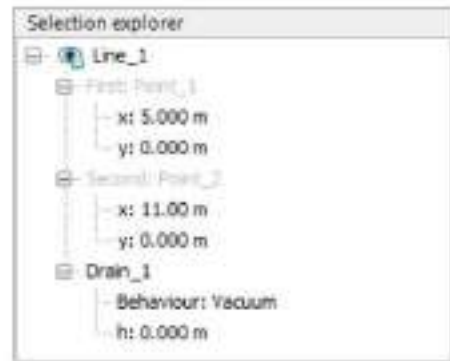 Selection explorer
Line_1
First: Point_1
x: 5.000 m
y: 0.000 m
Second: Point_2
x: 11.00 m
y: 0.000 m
Drain_1
Behaviour: Vacuum
h: 0.000 m